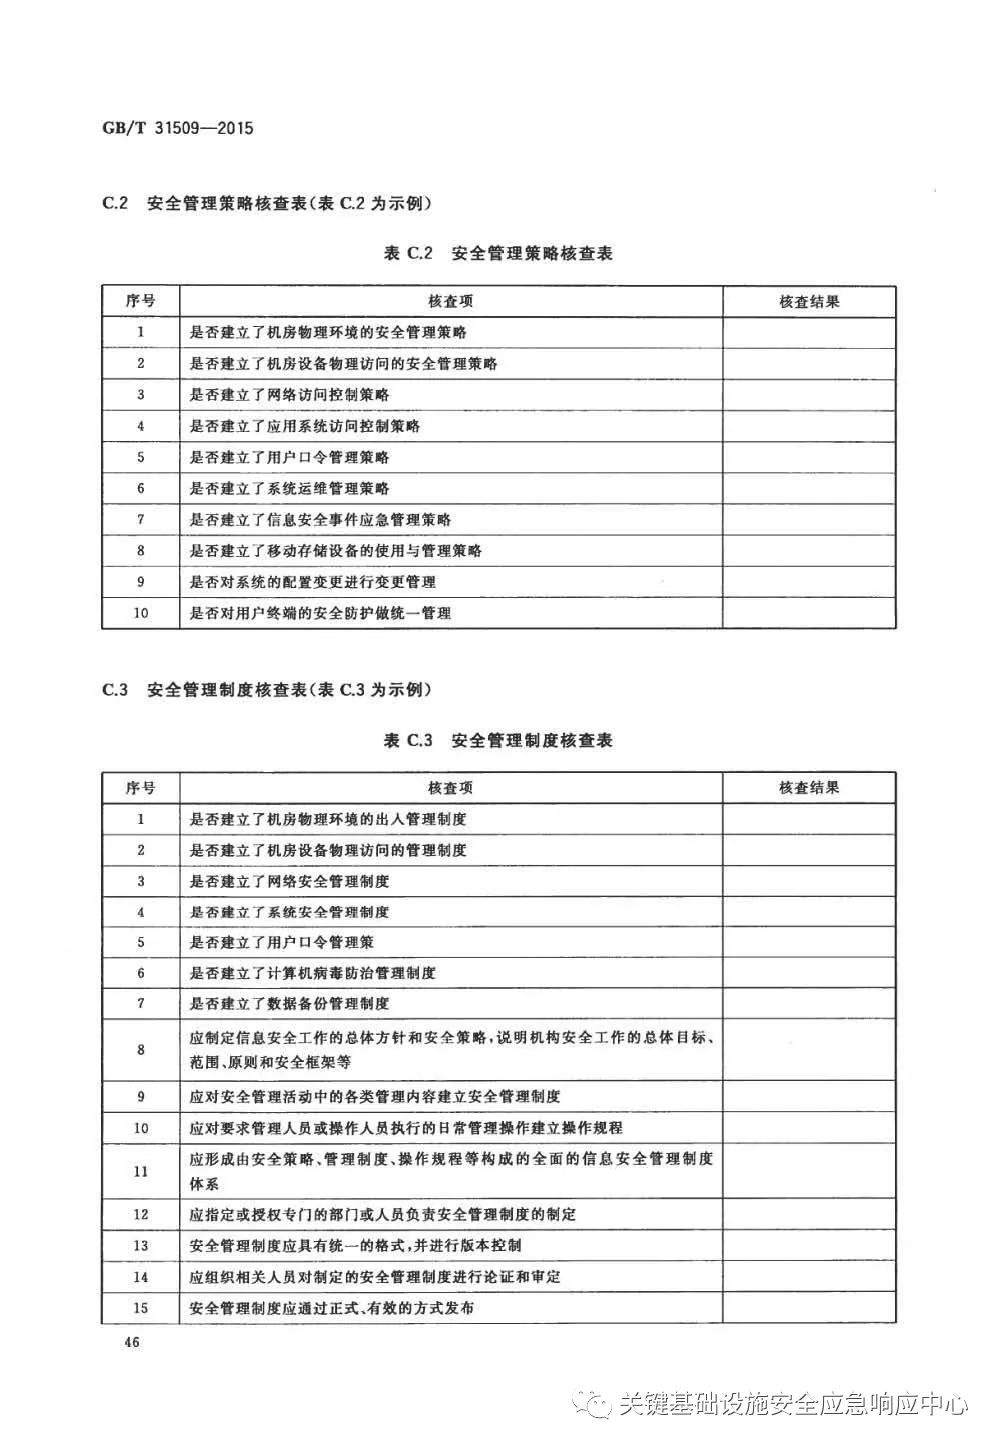 GB/T 31509—2015
C.2 安全管理策略核查表(表 C.2 为示例)
表 C.2 安全管理策略核查表
序号 核查项 核查结果
1 是否建立了机房物理环境的安全管理策略
2 是否建立了机房设备物理访问的安全管理策略
3 是否建立了网络访问控制策略
4 是否建立了应用系统访问控制策略
5 是否建立了用户口令管理策略
6 是否建立了系统运维管理策略
7 是否建立了信息安全事件应急管理策略
8 是否建立了移动存储设备的使用与管理策略
9 是否对系统的配置变更进行变更管理
10 是否对用户终端的安全防护做统一管理
C.3 安全管理制度核查表(表 C.3 为示例)
表 C.3 安全管理制度核查表
序号 核查项 核查结果
1 是否建立了机房物理环境的出人管理制度
2 是否建立了机房设备物理访问的管理制度
3 是否建立了网络安全管理制度
4 是否建立了系统安全管理制度
5 是否建立了用户口令管理策
6 是否建立了计算机病毒防治管理制度
7 是否建立了数据备份管理制度
8 应制定信息安全工作的总体方针和安全策略,说明机构安全工作的总体目标、
范围、原则和安全框架等
9 应对安全管理活动中的各类管理内容建立安全管理制度
10 应对要求管理人员或操作人员执行的日常管理操作建立操作规程
11 应形成由安全策略、管理制度、操作规程等构成的全面的信息安全管理制度
体系
12 应指定或授权专门的部门或人员负责安全管理制度的制定
13 安全管理制度应具有统一的格式,并进行版本控制
14 应组织相关人员对制定的安全管理制度进行论证和审定
15 安全管理制度应通过正式、有效的方式发布
46
关键基础设施安全应急响应中心